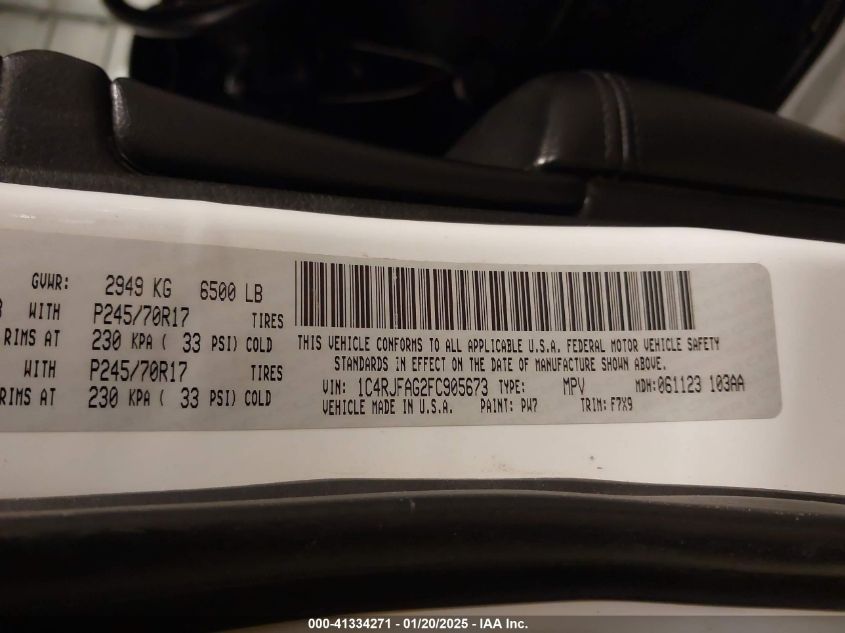 GVWR: 2949 KG 6500 LB
WITH P245/70R17 TIRES
RIMS AT 230 KPA ( 33 PSI) COLD
WITH P245/70R17 TIRES
RIMS AT 230 KPA ( 33 PSI) COLD
THIS VEHICLE CONFORMS TO ALL APPLICABLE U.S.A. FEDERAL MOTOR VEHICLE SAFETY
STANDARDS IN EFFECT ON THE DATE OF MANUFACTURE SHOWN ABOVE.
VIN: 1C4RJFAG2FC905673 TYPE: MPV MDH: 061123 103AA
VEHICLE MADE IN U.S.A. PAINT: PW7 TRIM: F7X9
000-41334271 - 01/20/2025 - IAA Inc.